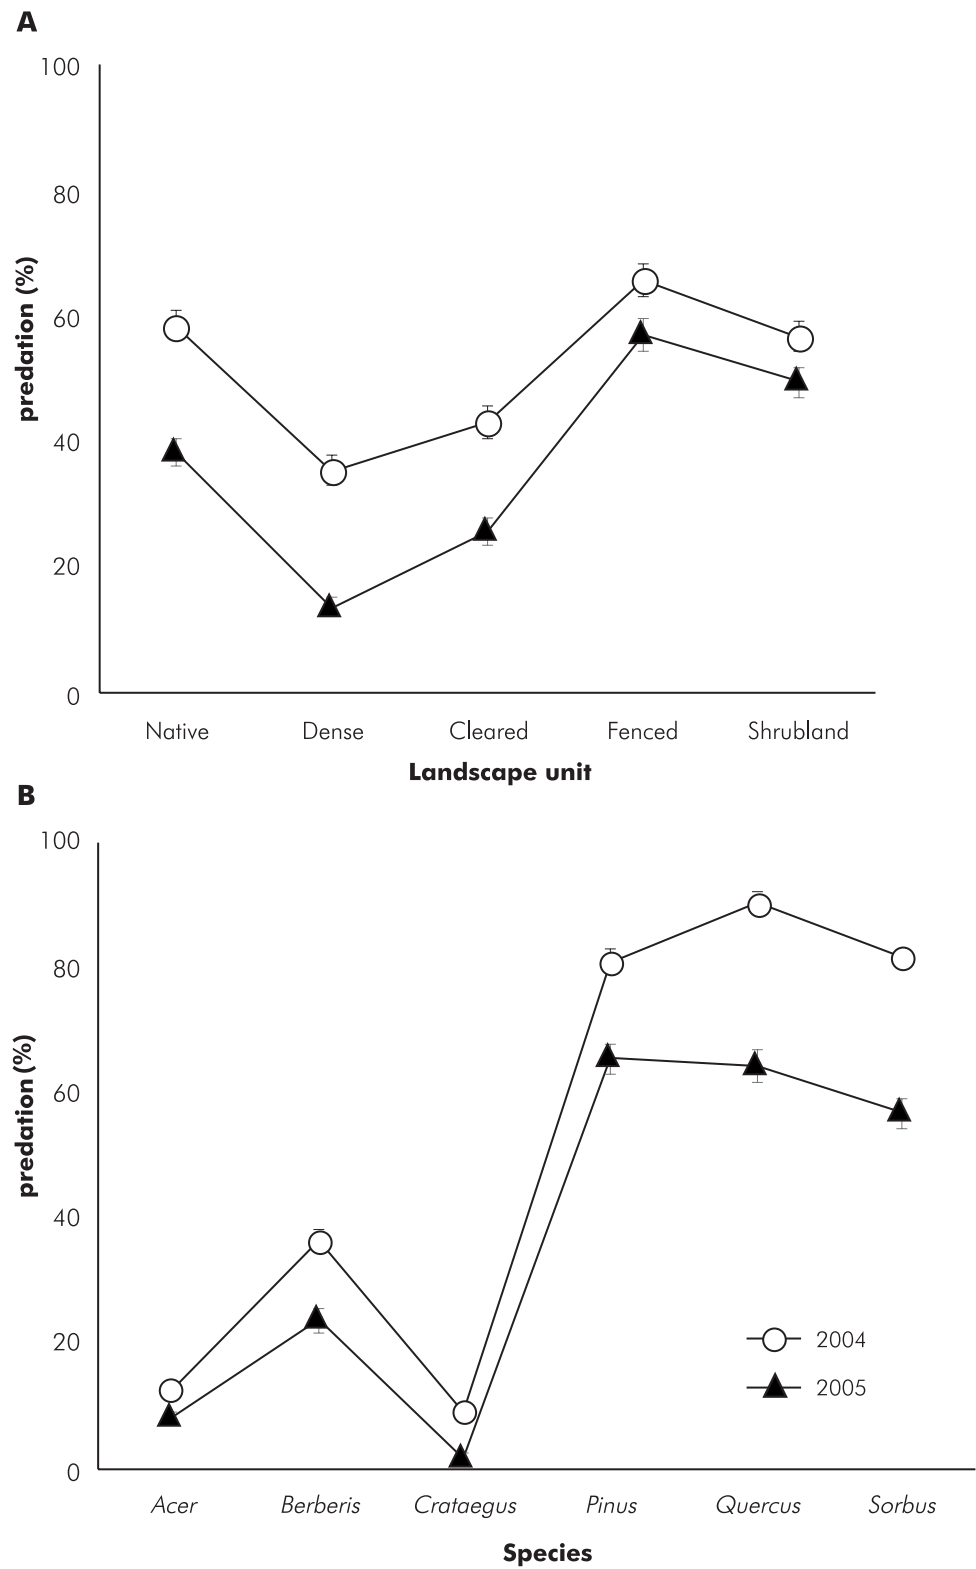 A
100
80
60
40
20
0
predation (%)
Native Dense Cleared Fenced Shrubland
Landscape unit
B
100
80
60
40
20
0
predation (%)
2004
2005
Acer Berberis Crataegus Pinus Quercus Sorbus
Species